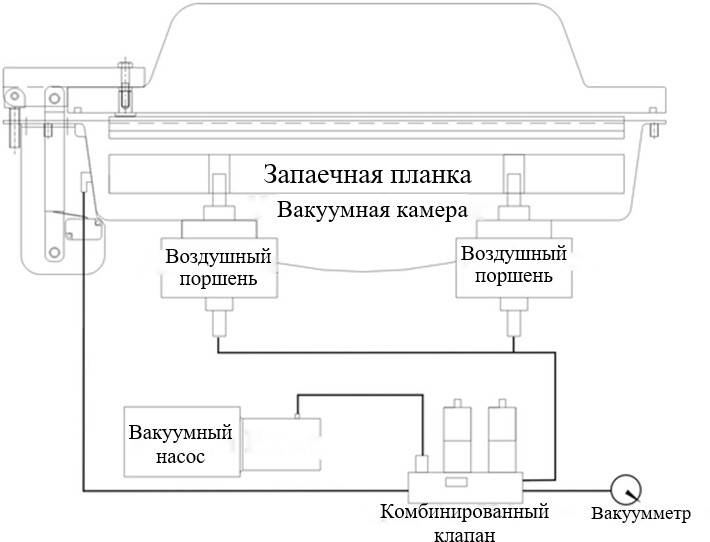 Запаечная планка
Вакуумная камера
Воздушный
поршень
Воздушный
поршень
Вакуумный
насос
Комбинированный
клапан
Вакуумметр